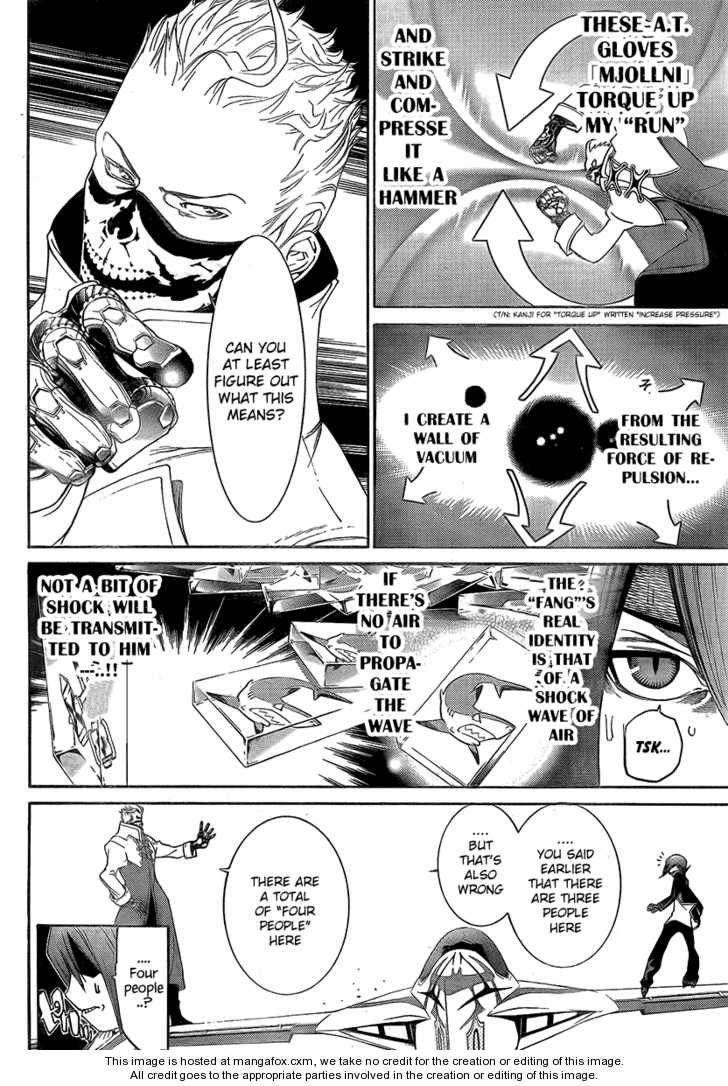 THESE A.T.
GLOVES
「MJOLLNI」
TORQUE UP
MY "RUN"
AND
STRIKE
AND
COM-
PRESSE
IT
LIKE A
HAMMER
(T/N: KANJI FOR "TORQUE UP" WRITTEN "INCREASE PRESSURE")
FROM THE
RESULTING
FORCE OF RE-
PULSION...
I CREATE A
WALL OF
VACUUM
CAN YOU
AT LEAST
FIGURE OUT
WHAT THIS
MEANS?
TSK...
THE
"FANG"'S
REAL
IDENTITY
IS THAT
OF A
SHOCK
WAVE OF
AIR
IF
THERE'S
NO AIR
TO
PROPA-
GATE
THE
WAVE
NOT A BIT OF
SHOCK WILL
BE TRANSMIT-
TED TO HIM
....!!
....
YOU SAID
EARLIER
THAT THERE
ARE THREE
PEOPLE
HERE
....
BUT
THAT'S
ALSO
WRONG
THERE ARE
A TOTAL
OF "FOUR
PEOPLE"
HERE
....
Four
people
..?
This image is hosted at mangafox.cxm, we take no credit for the creation or editing of this image.
All credit goes to the appropriate parties involved in the creation or editing of this image.